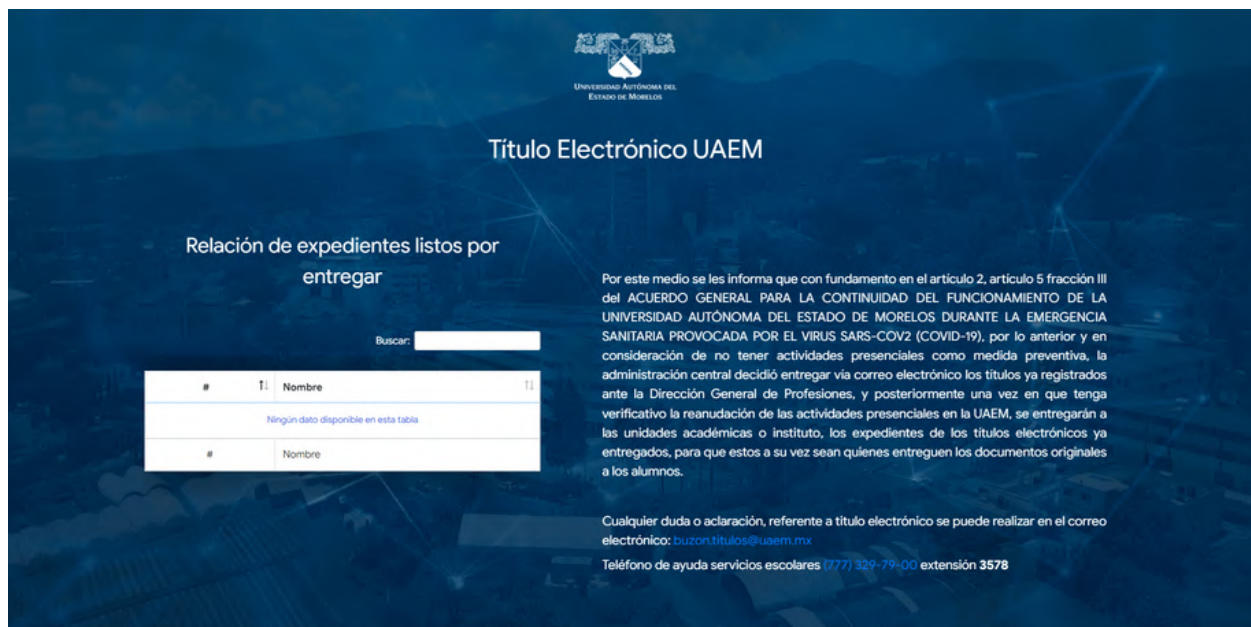 UNIVERSIDAD AUTÓNOMA DEL
ESTADO DE MORELOS
Título Electrónico UAEM
Relación de expedientes listos por
entregar
Buscar:
# Nombre
Ningún dato disponible en esta tabla
# Nombre
Por este medio se les informa que con fundamento en el artículo 2, artículo 5 fracción III
del ACUERDO GENERAL PARA LA CONTINUIDAD DEL FUNCIONAMIENTO DE LA
UNIVERSIDAD AUTÓNOMA DEL ESTADO DE MORELOS DURANTE LA EMERGENCIA
SANITARIA PROVOCADA POR EL VIRUS SARS-COV2 (COVID-19), por lo anterior y en
consideración de no tener actividades presenciales como medida preventiva, la
administración central decidió entregar vía correo electrónico los títulos ya registrados
ante la Dirección General de Profesiones, y posteriormente una vez en que tenga
verificativo la reanudación de las actividades presenciales en la UAEM, se entregarán a
las unidades académicas o instituto, los expedientes de los títulos electrónicos ya
entregados, para que estos a su vez sean quienes entreguen los documentos originales
a los alumnos.
Cualquier duda o aclaración, referente a título electrónico se puede realizar en el correo
electrónico: buzon.titulos@uaem.mx
Teléfono de ayuda servicios escolares (777) 329-79-00 extensión 3578